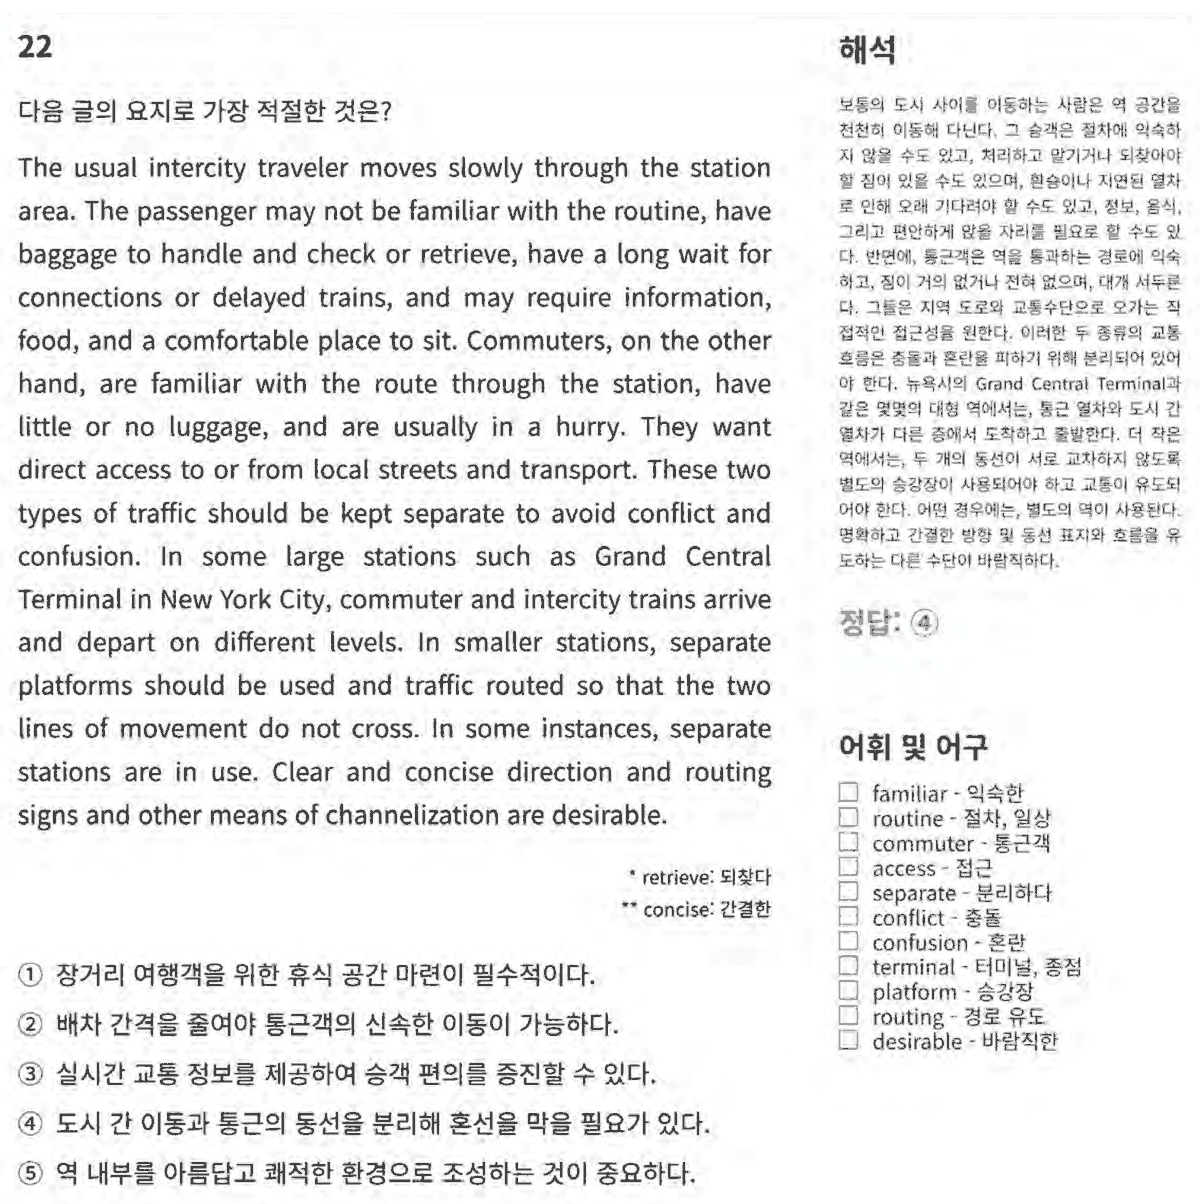 22
다음 글의 요지로 가장 적절한 것은?
The usual intercity traveler moves slowly through the station
area. The passenger may not be familiar with the routine, have
baggage to handle and check or retrieve, have a long wait for
connections or delayed trains, and may require information,
food, and a comfortable place to sit. Commuters, on the other
hand, are familiar with the route through the station, have
little or no luggage, and are usually in a hurry. They want
direct access to or from local streets and transport. These two
types of traffic should be kept separate to avoid conflict and
confusion. In some large stations such as Grand Central
Terminal in New York City, commuter and intercity trains arrive
and depart on different levels. In smaller stations, separate
platforms should be used and traffic routed so that the two
lines of movement do not cross. In some instances, separate
stations are in use. Clear and concise direction and routing
signs and other means of channelization are desirable.
* retrieve: 되찾다
** concise: 간결한
① 장거리 여행객을 위한 휴식 공간 마련이 필수적이다.
② 배차 간격을 줄여야 통근객의 신속한 이동이 가능하다.
③ 실시간 교통 정보를 제공하여 승객 편의를 증진할 수 있다.
④ 도시 간 이동과 통근의 동선을 분리해 혼선을 막을 필요가 있다.
⑤ 역 내부를 아름답고 쾌적한 환경으로 조성하는 것이 중요하다.
해석
보통의 도시 사이를 이동하는 사람은 역 공간을
천천히 이동해 다닌다. 그 승객은 절차에 익숙하
지 않을 수도 있고, 처리하고 맡기거나 되찾아야
할 짐이 있을 수도 있으며, 환승이나 지연된 열차
로 인해 오래 기다려야 할 수도 있고, 정보, 음식,
그리고 편안하게 앉을 자리를 필요로 할 수도 있
다. 반면에, 통근객은 역을 통과하는 경로에 익숙
하고, 짐이 거의 없거나 전혀 없으며, 대개 서두른
다. 그들은 지역 도로와 교통수단으로 오가는 직
접적인 접근성을 원한다. 이러한 두 종류의 교통
흐름은 충돌과 혼란을 피하기 위해 분리되어 있어
야 한다. 뉴욕시의 Grand Central Terminal과
같은 몇몇의 대형 역에서는, 통근 열차와 도시 간
열차가 다른 층에서 도착하고 출발한다. 더 작은
역에서는, 두 개의 동선이 서로 교차하지 않도록
별도의 승강장이 사용되어야 하고 교통이 유도되
어야 한다. 어떤 경우에는, 별도의 역이 사용된다.
명확하고 간결한 방향 및 동선 표지와 흐름을 유
도하는 다른 수단이 바람직하다.
정답: ④
어휘 및 어구
familiar - 익숙한
routine - 절차, 일상
commuter - 통근객
access - 접근
separate - 분리하다
conflict - 충돌
confusion - 혼란
terminal - 터미널, 종점
platform - 승강장
routing - 경로 유도
desirable - 바람직한